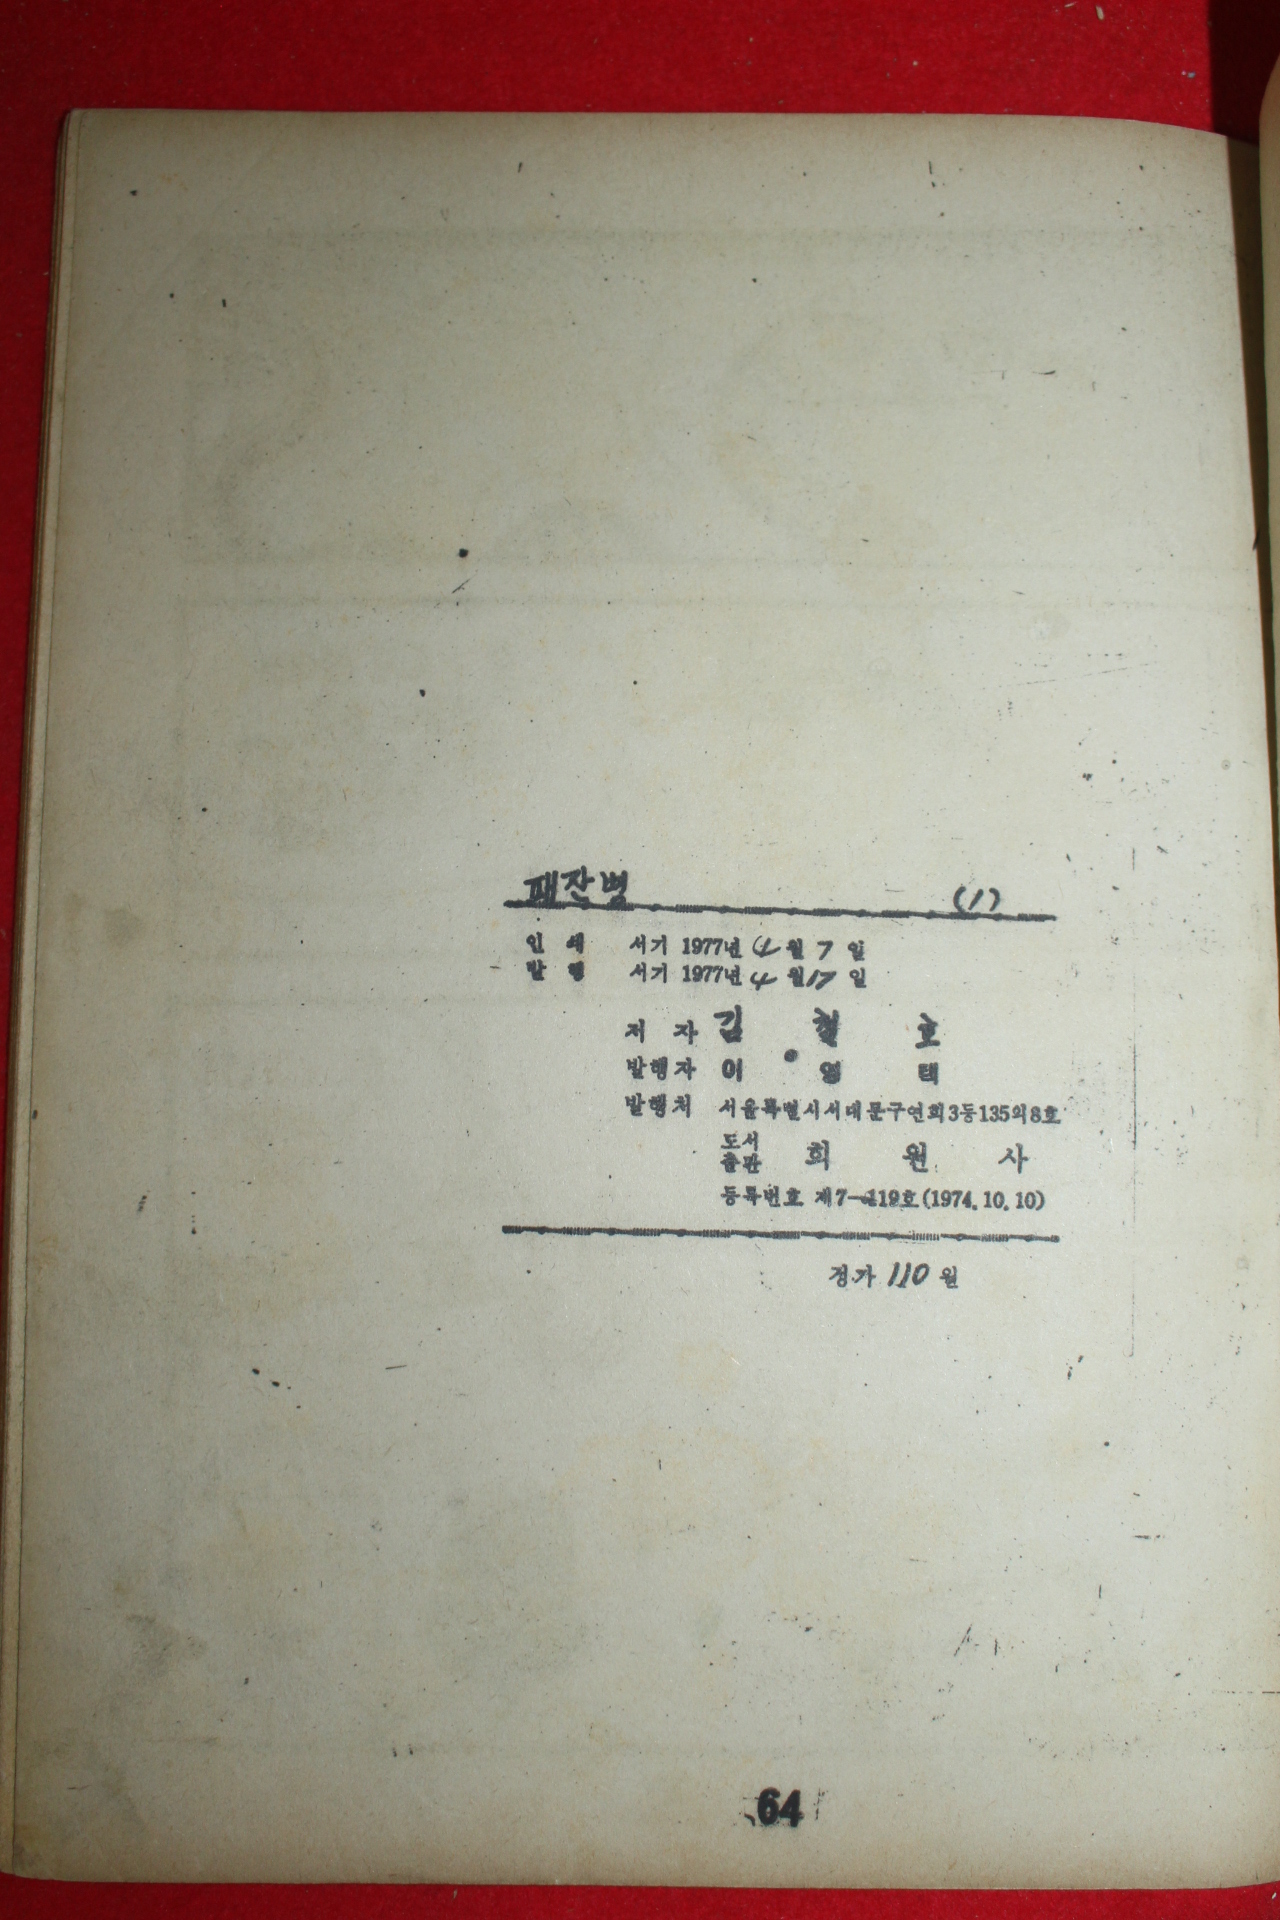 패잔병 (1)
인쇄 서기 1977년 4월 7일
발행 서기 1977년 4월 17일
저자 김철호
발행자 이영택
발행처 서울특별시서대문구연희3동135의8호
도서출판 희원사
등록번호 제7-119호(1974.10.10)
정가 110원
64